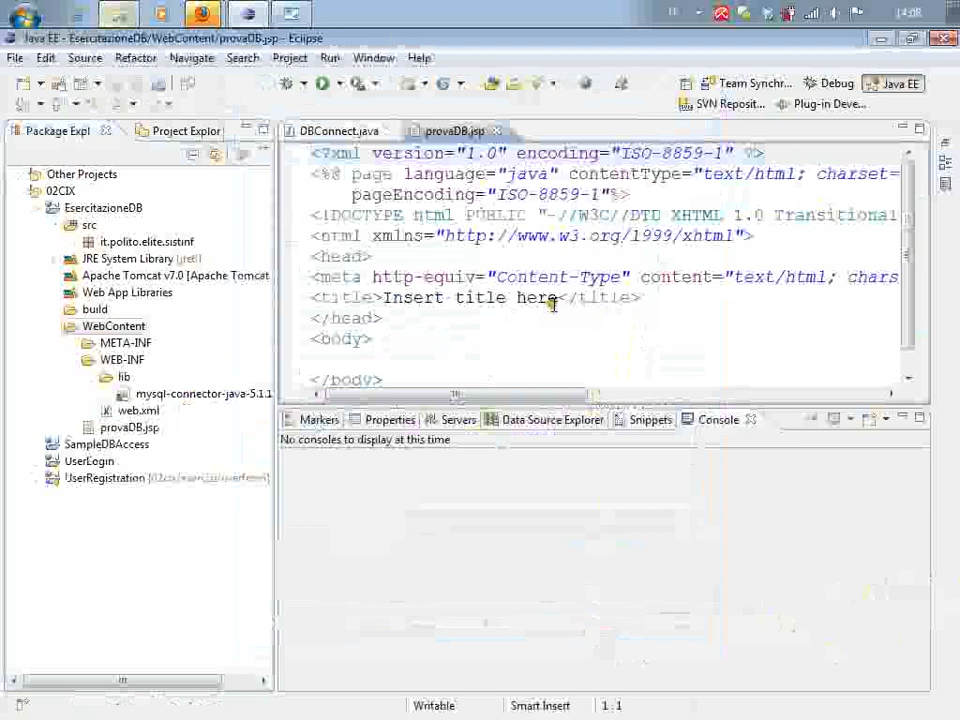 14:08
Java EE - EsercitazioneDB/WebContent/provaDB.jsp - Eclipse
File Edit Source Refactor Navigate Search Project Run Window Help
Team Synchr... Debug Java EE
SVN Reposit... Plug-in Deve...
Package Expl Project Explor
DBConnect.java provaDB.jsp
Other Projects
02CIX
EsercitazioneDB
src
it.polito.elite.sistinf
JRE System Library [jre6]
Apache Tomcat v7.0 [Apache Tomcat
Web App Libraries
build
WebContent
META-INF
WEB-INF
lib
mysql-connector-java-5.1.1
web.xml
provaDB.jsp
SampleDBAccess
UserLogin
UserRegistration
<?xml version="1.0" encoding="ISO-8859-1" ?>
<%@ page language="java" contentType="text/html; charset=
pageEncoding="ISO-8859-1"%>
<!DOCTYPE html PUBLIC "-//W3C//DTD XHTML 1.0 Transitional
<html xmlns="http://www.w3.org/1999/xhtml">
<head>
<meta http-equiv="Content-Type" content="text/html; chars
<title>Insert title here</title>
</head>
<body>
</body>
Markers Properties Servers Data Source Explorer Snippets Console
No consoles to display at this time
Writable Smart Insert 1 : 1